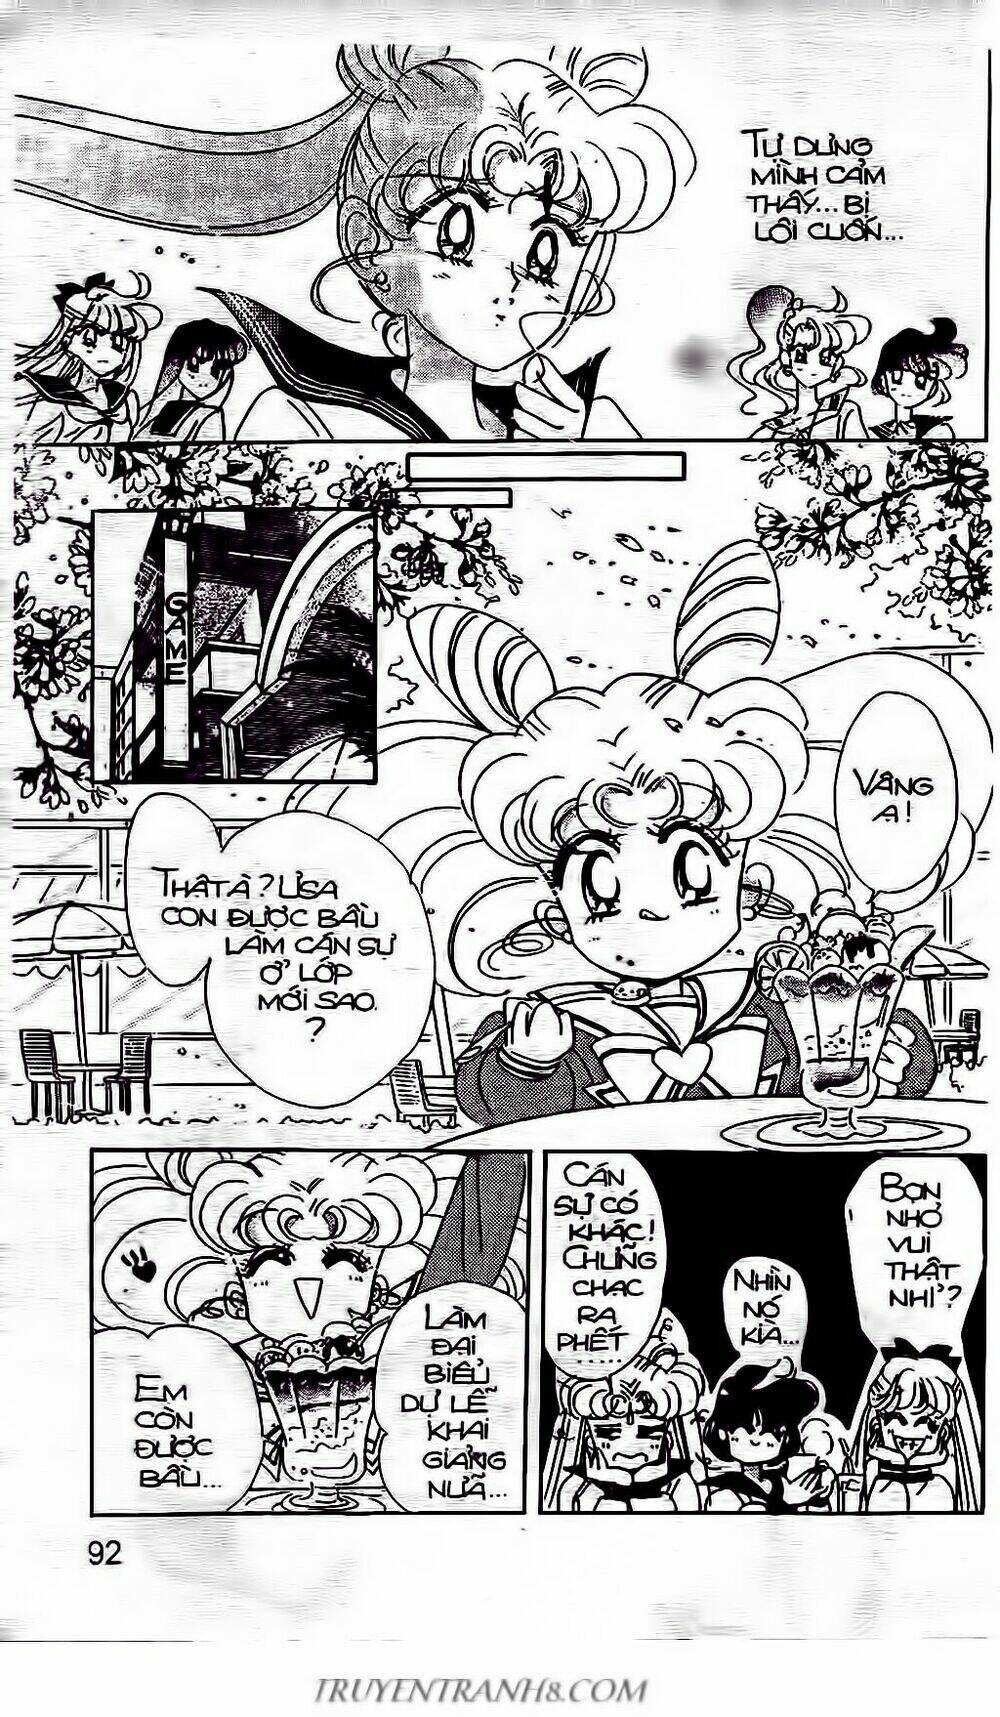 TỰ DƯNG
MÌNH CẢM
THẤY... BỊ
LÔI CUỐN...
GAME
VÂNG
Ạ!
THẬT À? USA
CON ĐƯỢC BẦU
LÀM CÁN SỰ
Ở LỚP
MỚI SAO
?
EM
CÒN
ĐƯỢC
BẦU...
LÀM
ĐẠI
BIỂU
DỰ LỄ
KHAI
GIẢNG
NỮA...
CÁN
SỰ CÓ
KHÁC!
CHỮNG
CHẠC
RA
PHẾT
......
NHÌN
NÓ
KÌA...
BỌN
NHỎ
VUI
THẬT
NHỈ?
92
TRUYENTRANH8.COM